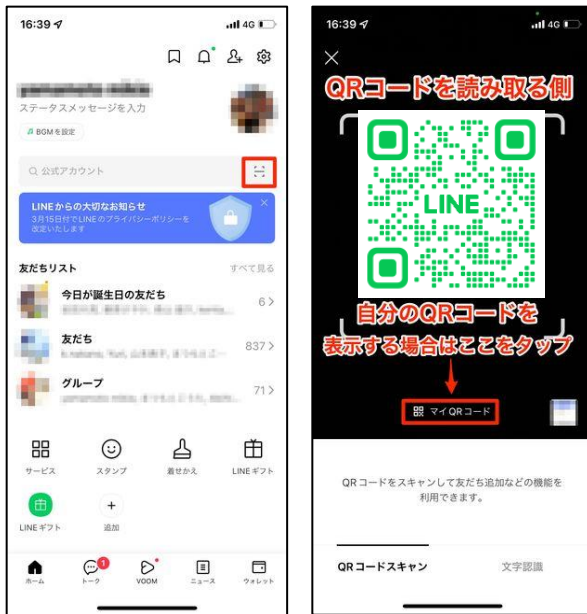 16:39
4G
ステータスメッセージを入力
BGMを設定
公式アカウント
LINEからの大切なお知らせ
3月15日付でLINEのプライバシーポリシーを
改定いたします
友だちリスト
すべて見る
今日が誕生日の友だち
6
友だち
837
グループ
71
サービス
スタンプ
着せかえ
LINEギフト
LINEギフト
追加
1
ホーム
トーク
VOOM
ニュース
ウォレット
16:39
4G
QRコードを読み取る側
LINE
自分のQRコードを
表示する場合はここをタップ
マイQRコード
QRコードをスキャンして友だち追加などの機能を
利用できます。
QRコードスキャン
文字認識